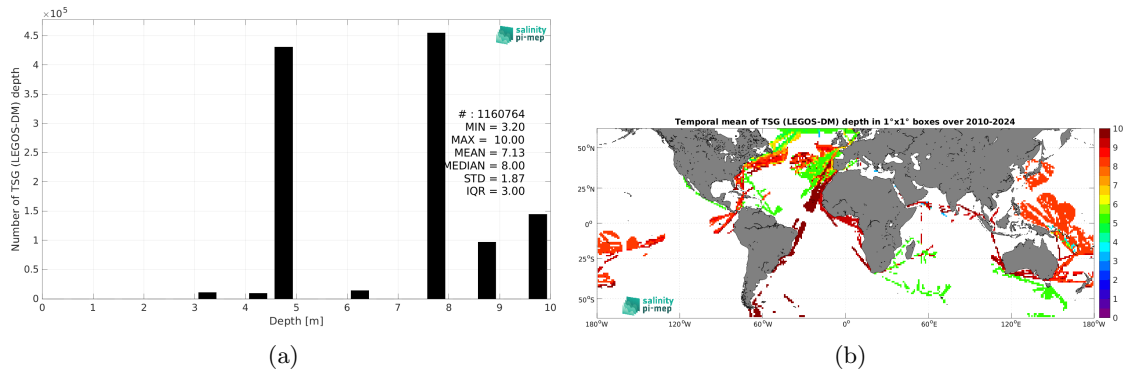 ×10⁵
4.5
4
3.5
3
2.5
2
1.5
1
0.5
0
Number of TSG (LEGOS-DM) depth
salinity
pi-mep
# : 1160764
MIN = 3.20
MAX = 10.00
MEAN = 7.13
MEDIAN = 8.00
STD = 1.87
IQR = 3.00
0 1 2 3 4 5 6 7 8 9 10
Depth [m]
(a)
Temporal mean of TSG (LEGOS-DM) depth in 1°x1° boxes over 2010-2024
50°N
25°N
0°
25°S
50°S
salinity
pi-mep
180°W 120°W 60°W 0° 60°W 120°W 180°W
10
9
8
7
6
5
4
3
2
1
0
(b)